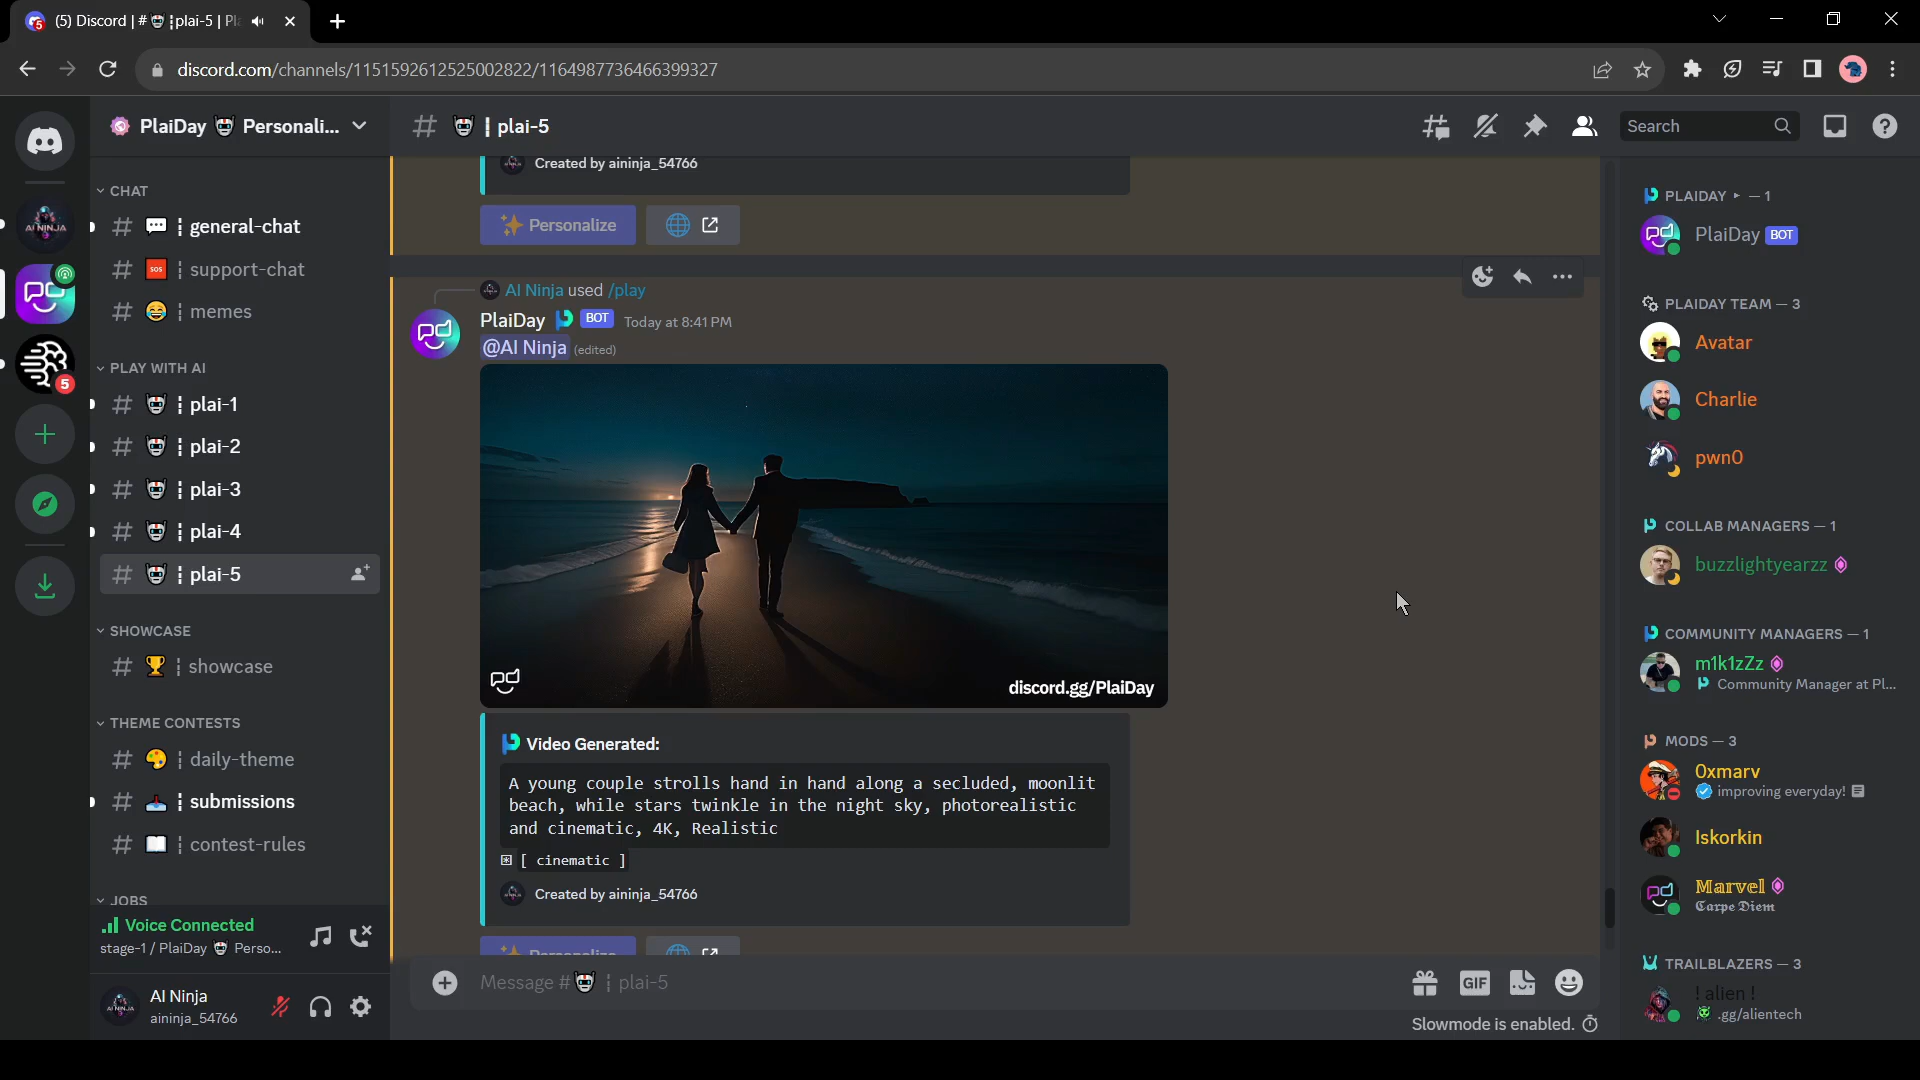 (5) Discord | # ¦plai-5 | Pl
discord.com/channels/1151592612525002822/1164987736466399327
PlaiDay Personali...
# ¦ plai-5
Search
CHAT
# ¦ general-chat
# SOS ¦ support-chat
# ¦ memes
PLAY WITH AI
# ¦ plai-1
# ¦ plai-2
# ¦ plai-3
# ¦ plai-4
# ¦ plai-5
SHOWCASE
# ¦ showcase
THEME CONTESTS
# ¦ daily-theme
# ¦ submissions
# ¦ contest-rules
JOBS
Voice Connected
stage-1 / PlaiDay Perso...
AI Ninja
aininja_54766
AI NINJA
5
Created by aininja_54766
Personalize
AI Ninja used /play
PlaiDay BOT Today at 8:41 PM
@AI Ninja (edited)
discord.gg/PlaiDay
Video Generated:
A young couple strolls hand in hand along a secluded, moonlit
beach, while stars twinkle in the night sky, photorealistic
and cinematic, 4K, Realistic
[ cinematic ]
Created by aininja_54766
Personalize
Message # ¦ plai-5
GIF
Slowmode is enabled.
PLAIDAY — 1
PlaiDay BOT
PLAIDAY TEAM — 3
Avatar
Charlie
pwn0
COLLAB MANAGERS — 1
buzzlightyearzz
COMMUNITY MANAGERS — 1
m1k1zZz
Community Manager at Pl...
MODS — 3
0xmarv
improving everyday!
Iskorkin
𝕄𝕒𝕣𝕧𝕖𝕝
ℭ𝔞𝔯𝔭𝔢 𝔇𝔦𝔢𝔪
TRAILBLAZERS — 3
! alien !
.gg/alientech